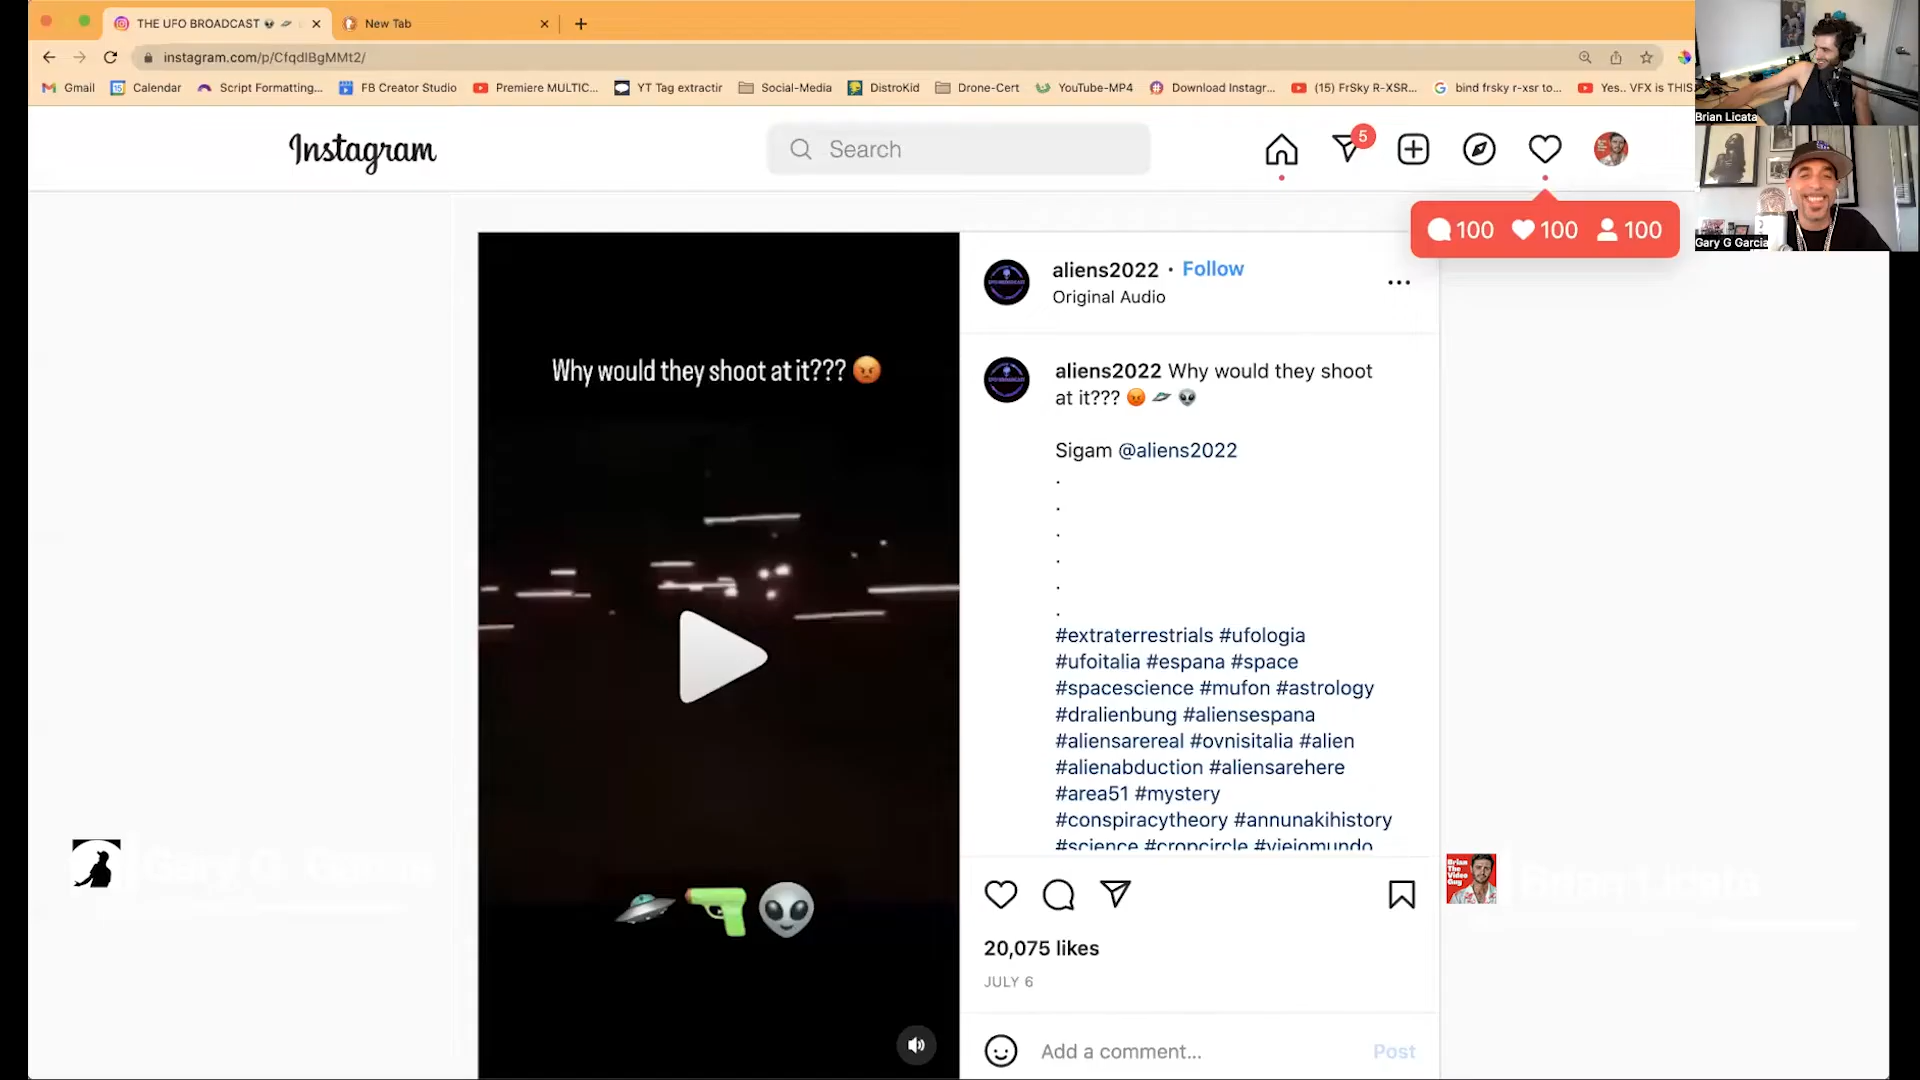 THE UFO BROADCAST
New Tab
instagram.com/p/CfqdIBgMMt2/
Gmail
Calendar
Script Formatting...
FB Creator Studio
Premiere MULTIC...
YT Tag extractir
Social-Media
DistroKid
Drone-Cert
YouTube-MP4
Download Instagr...
(15) FrSky R-XSR...
bind frsky r-xsr to...
Yes.. VFX is THIS
Brian Licata
Gary G Garcia
Instagram
Search
5
100 100 100
aliens2022 • Follow
Original Audio
Why would they shoot at it???
aliens2022 Why would they shoot
at it???
Sigam @aliens2022
.
.
.
.
.
.
#extraterrestrials #ufologia
#ufoitalia #espana #space
#spacescience #mufon #astrology
#dralienbung #aliensespana
#aliensarereal #ovnisitalia #alien
#alienabduction #aliensarehere
#area51 #mystery
#conspiracytheory #annunakihistory
#science #cropcircle #viejomundo
20,075 likes
JULY 6
Add a comment...
Post
Brian
The Video
Guy